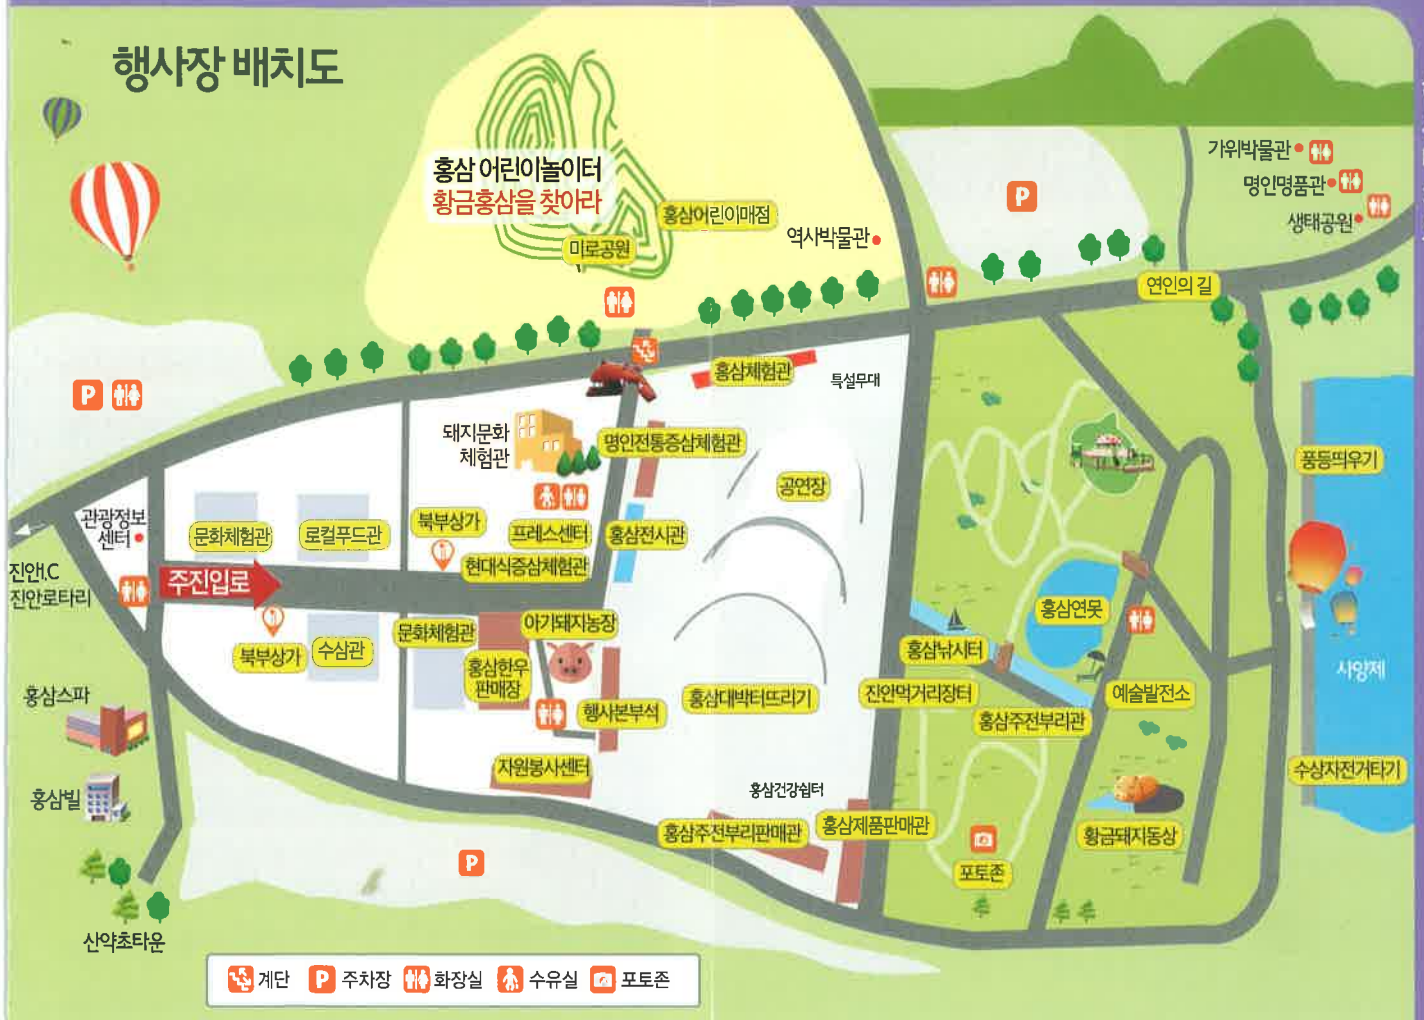 행사장 배치도
홍삼 어린이놀이터
황금홍삼을 찾아라
미로공원
홍삼어린이매점
역사박물관
P
가위박물관
명인명품관
생태공원
연인의 길
P
홍삼체험관
특설무대
돼지문화
체험관
명인전통증삼체험관
공연장
풍등띄우기
관광정보
센터
문화체험관
로컬푸드관
북부상가
프레스센터
홍삼전시관
현대식증삼체험관
진안I.C
진안로타리
주진입로
홍삼연못
북부상가
수삼관
문화체험관
아기돼지농장
홍삼한우
판매장
행사본부석
홍삼대박터뜨리기
홍삼낚시터
진안먹거리장터
홍삼주전부리관
예술발전소
사양제
홍삼스파
홍삼빌
자원봉사센터
홍삼건강쉼터
수상자전거타기
홍삼주전부리판매관
홍삼제품판매관
황금돼지동상
포토존
P
산약초타운
계단
P 주차장
화장실
수유실
포토존